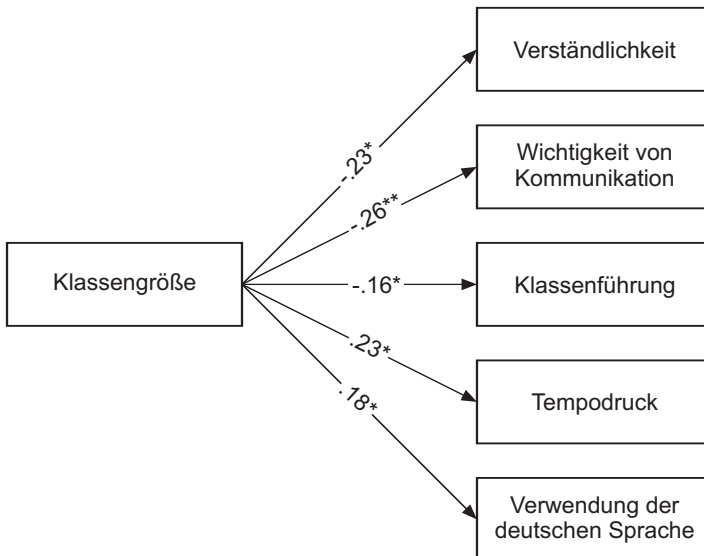 Verständlichkeit
-.23*
Wichtigkeit von
Kommunikation
-.26**
Klassengröße
-.16*
Klassenführung
.23*
Tempodruck
.18*
Verwendung der
deutschen Sprache